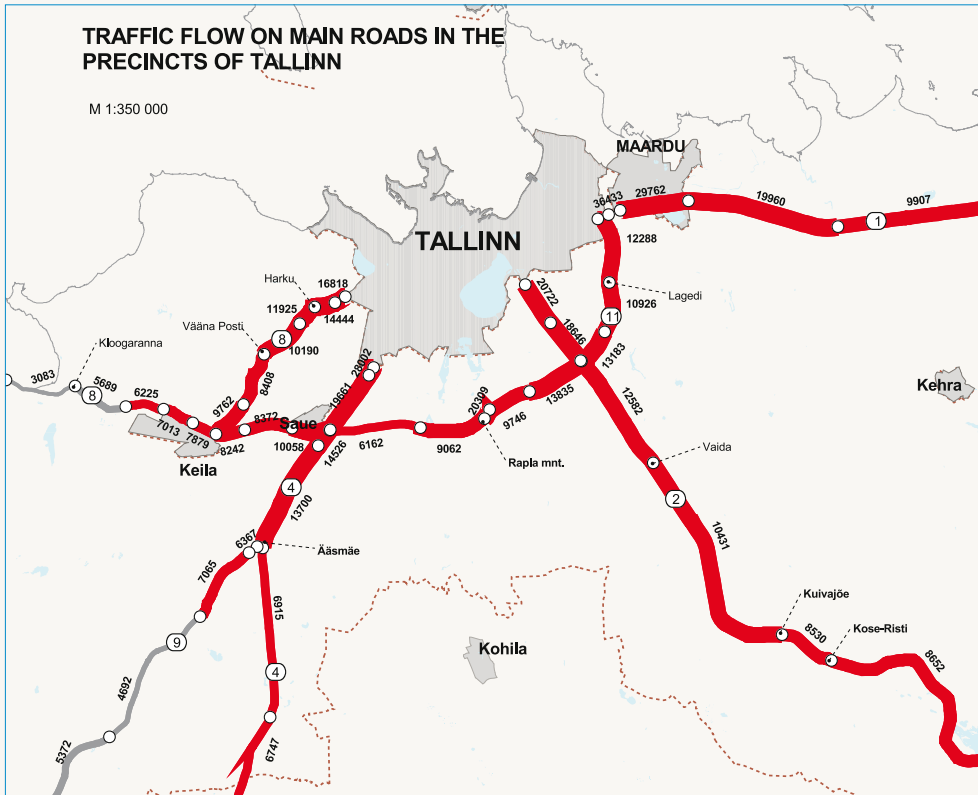 TRAFFIC FLOW ON MAIN ROADS IN THE
PRECINCTS OF TALLINN
M 1:350 000
MAARDU
36433
29762
19960
9907
1
TALLINN
12288
Harku
16818
11925
14444
20722
Lagedi
10926
11
Vääna Posti
8
10190
18646
13183
Kloogaranna
28002
3083
5689
8
6225
8408
19661
Kehra
9762
20309
13835
12582
7013
7879
8372
Saue
9746
8242
10058
14526
6162
9062
Vaida
Keila
Rapla mnt.
4
13700
2
10431
6367
Ääsmäe
7065
6915
Kuivajõe
9
Kohila
8530
Kose-Risti
8652
4
4692
5372
6747